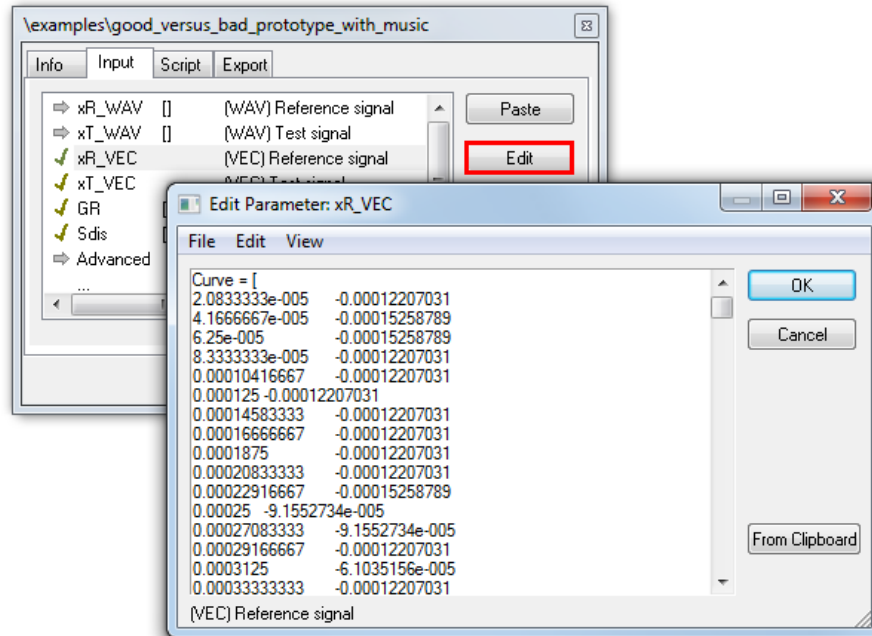 \examples\good_versus_bad_prototype_with_music
Info Input Script Export
xR_WAV [] (WAV) Reference signal
xT_WAV [] (WAV) Test signal
xR_VEC (VEC) Reference signal
xT_VEC (VEC) Test signal
GR [
Sdis [
Advanced
...
Paste
Edit
Edit Parameter: xR_VEC
File Edit View
Curve = [
2.0833333e-005 -0.00012207031
4.1666667e-005 -0.00015258789
6.25e-005 -0.00015258789
8.3333333e-005 -0.00012207031
0.00010416667 -0.00012207031
0.000125 -0.00012207031
0.00014583333 -0.00012207031
0.00016666667 -0.00012207031
0.0001875 -0.00012207031
0.00020833333 -0.00012207031
0.00022916667 -0.00015258789
0.00025 -9.1552734e-005
0.00027083333 -9.1552734e-005
0.00029166667 -0.00012207031
0.0003125 -6.1035156e-005
0.00033333333 -0.00012207031
OK
Cancel
From Clipboard
(VEC) Reference signal